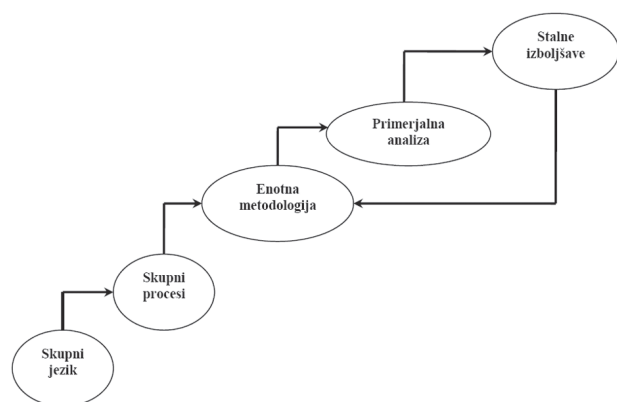 Stalne
izboljšave
Primerjalna
analiza
Enotna
metodologija
Skupni
procesi
Skupni
jezik